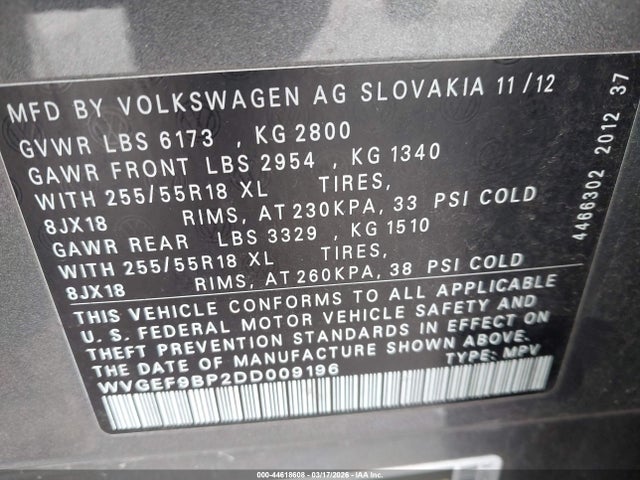 MFD BY VOLKSWAGEN AG SLOVAKIA 11/12
GVWR LBS 6173 , KG 2800
GAWR FRONT LBS 2954 , KG 1340
WITH 255/55R18 XL TIRES,
8JX18 RIMS, AT 230KPA, 33 PSI COLD
GAWR REAR LBS 3329 , KG 1510
WITH 255/55R18 XL TIRES,
8JX18 RIMS, AT 260KPA, 38 PSI COLD
THIS VEHICLE CONFORMS TO ALL APPLICABLE
U. S. FEDERAL MOTOR VEHICLE SAFETY AND
THEFT PREVENTION STANDARDS IN EFFECT ON
THE DATE OF MANUFACTURE SHOWN ABOVE.
WVGEF9BP2DD009196 TYPE: MPV
4466302 2012 37
000-44618608 - 03/17/2026 - IAAI.COM